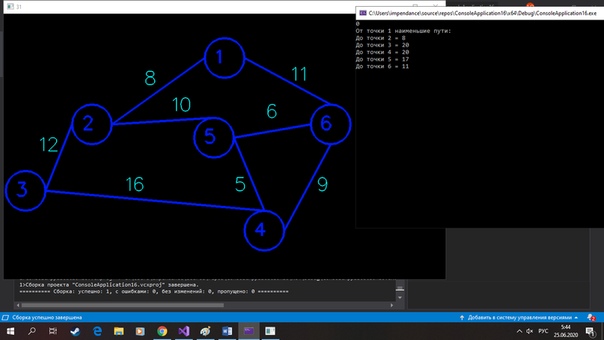 21
C:\Users\impendance\source\repos\ConsoleApplication16\x64\Debug\ConsoleApplication16.exe
0
От точки 1 наименьшие пути:
До точки 2 = 8
До точки 3 = 20
До точки 4 = 20
До точки 5 = 17
До точки 6 = 11
1
8
11
10
6
2
5
6
12
16
5
9
3
4
1>Сборка проекта "ConsoleApplication16.vcxproj" завершена.
========== Сборка: успешно: 1, с ошибками: 0, без изменений: 0, пропущено: 0 ==========
Сборка успешно завершена
Добавить в систему управления версиями
2
РУС
5:44
25.06.2020